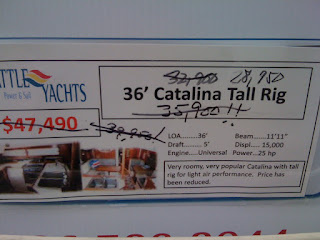 TTLE
YACHTS
Power & Sail
32,900 28,950
36' Catalina Tall Rig
35,900!!
$47,490
39,950!
LOA.........36' Beam.......11'11"
Draft......... 5' Displ..... 15,000
Engine.....Universal Power...25 hp
Very roomy, very popular Catalina with tall
rig for light air performance. Price has
been reduced.